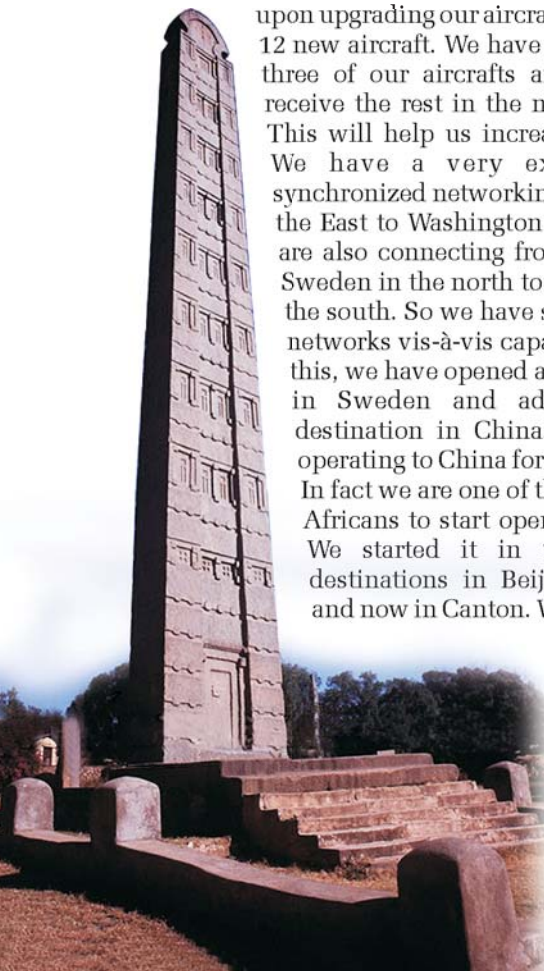 upon upgrading our aircra
12 new aircraft. We have
three of our aircrafts a
receive the rest in the n
This will help us increa
We have a very ex
synchronized networkin
the East to Washington
are also connecting fro
Sweden in the north to
the south. So we have s
networks vis-à-vis capa
this, we have opened a
in Sweden and ad
destination in China
operating to China for
In fact we are one of t
Africans to start oper
We started it in
destinations in Beij
and now in Canton. W